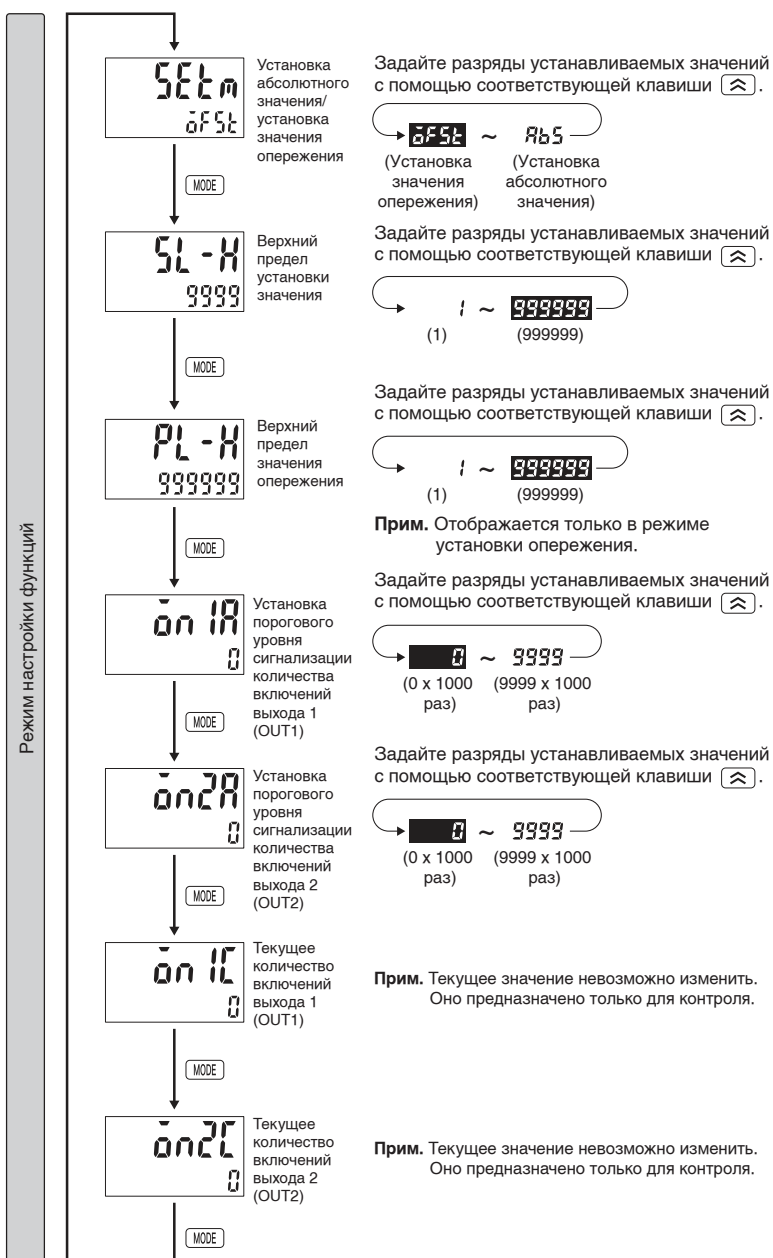 Режим настройки функций
SEtm
ōFSt
Установка
абсолютного
значения/
установка
значения
опережения
Задайте разряды устанавливаемых значений
с помощью соответствующей клавиши.
ōFSt ~ AbS
(Установка
значения
опережения)
(Установка
абсолютного
значения)
MODE
SL-H
9999
Верхний
предел
установки
значения
Задайте разряды устанавливаемых значений
с помощью соответствующей клавиши.
1 ~ 999999
(1) (999999)
MODE
PL-H
999999
Верхний
предел
значения
опережения
Задайте разряды устанавливаемых значений
с помощью соответствующей клавиши.
1 ~ 999999
(1) (999999)
Прим. Отображается только в режиме
установки опережения.
MODE
ōn1A
0
Установка
порогового
уровня
сигнализации
количества
включений
выхода 1
(OUT1)
Задайте разряды устанавливаемых значений
с помощью соответствующей клавиши.
0 ~ 9999
(0 x 1000
раз)
(9999 x 1000
раз)
MODE
ōn2A
0
Установка
порогового
уровня
сигнализации
количества
включений
выхода 2
(OUT2)
Задайте разряды устанавливаемых значений
с помощью соответствующей клавиши.
0 ~ 9999
(0 x 1000
раз)
(9999 x 1000
раз)
MODE
ōn1C
0
Текущее
количество
включений
выхода 1
(OUT1)
Прим. Текущее значение невозможно изменить.
Оно предназначено только для контроля.
MODE
ōn2C
0
Текущее
количество
включений
выхода 2
(OUT2)
Прим. Текущее значение невозможно изменить.
Оно предназначено только для контроля.
MODE